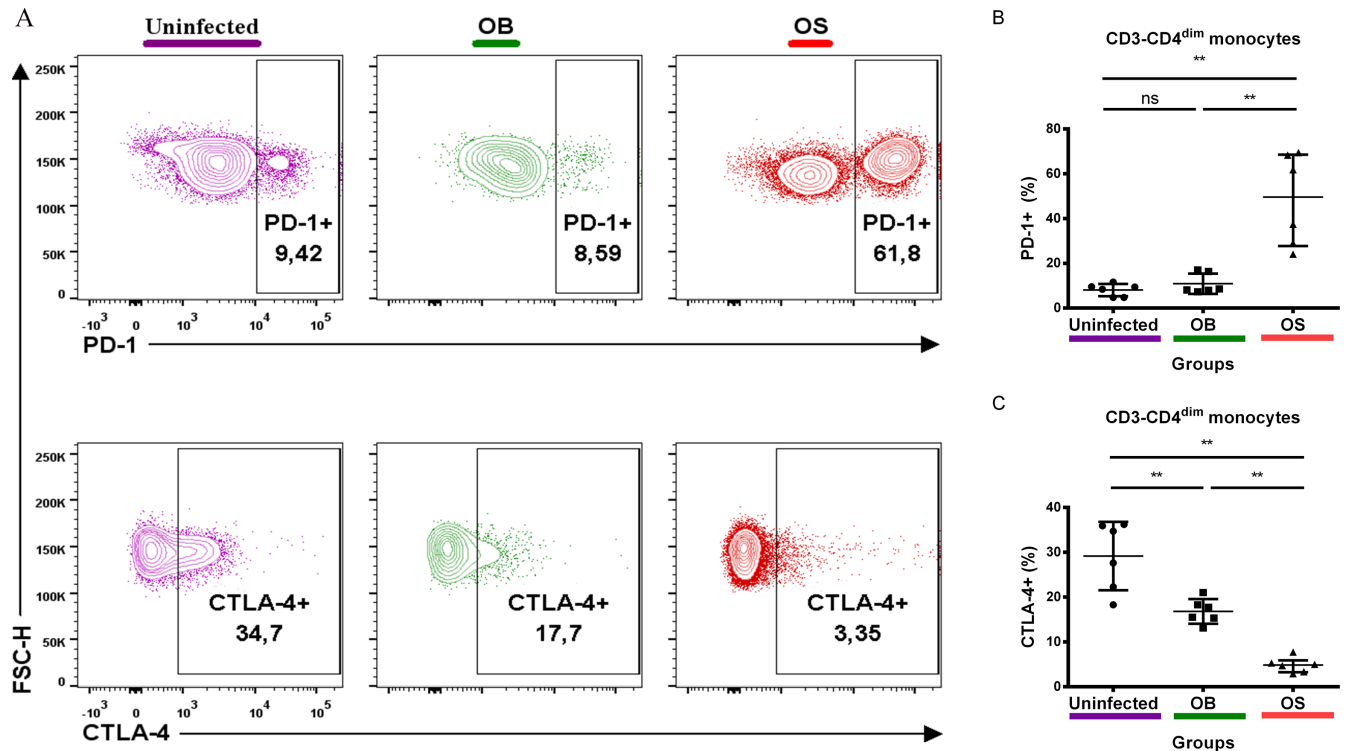 A
Uninfected
OB
OS
250K
200K
150K
100K
50K
0
PD-1+
9,42
PD-1+
8,59
PD-1+
61,8
-10³ 0 10³ 10⁴ 10⁵
PD-1
250K
200K
150K
100K
50K
0
CTLA-4+
34,7
CTLA-4+
17,7
CTLA-4+
3,35
-10³ 0 10³ 10⁴ 10⁵
CTLA-4
FSC-H
B
CD3-CD4dim monocytes
**
ns
**
80
60
40
20
0
PD-1+ (%)
Uninfected OB OS
Groups
C
CD3-CD4dim monocytes
**
** **
40
30
20
10
0
CTLA-4+ (%)
Uninfected OB OS
Groups